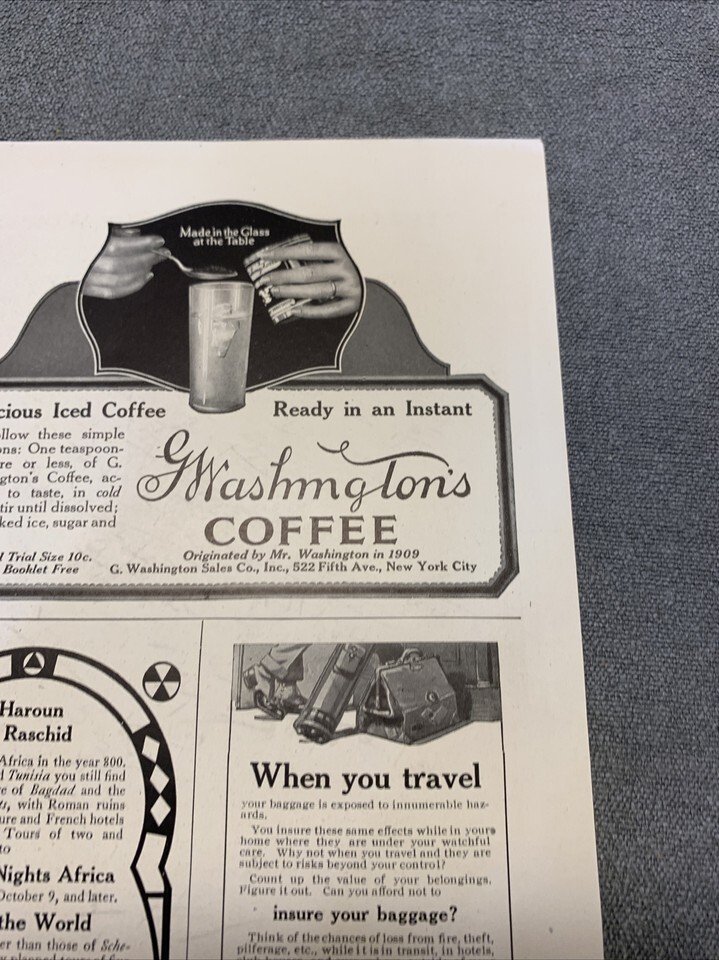 Made in the Glass
at the Table
cious Iced Coffee
Ready in an Instant
llow these simple
ons: One teaspoon-
re or less, of G.
gton's Coffee, ac-
to taste, in cold
tir until dissolved;
ked ice, sugar and
G. Washington's
COFFEE
l Trial Size 10c.
Booklet Free
Originated by Mr. Washington in 1909
G. Washington Sales Co., Inc., 522 Fifth Ave., New York City
Haroun
Raschid
Africa in the year 800.
d Tunisia you still find
e of Bagdad and the
ts, with Roman ruins
ure and French hotels
Tours of two and
to
Nights Africa
October 9, and later.
the World
er than those of Sche-
When you travel
your baggage is exposed to innumerable haz-
ards.
You insure these same effects while in yours
home where they are under your watchful
care. Why not when you travel and they are
subject to risks beyond your control?
Count up the value of your belongings.
Figure it out. Can you afford not to
insure your baggage?
Think of the chances of loss from fire, theft,
pilferage, etc., while it is in transit, in hotels,